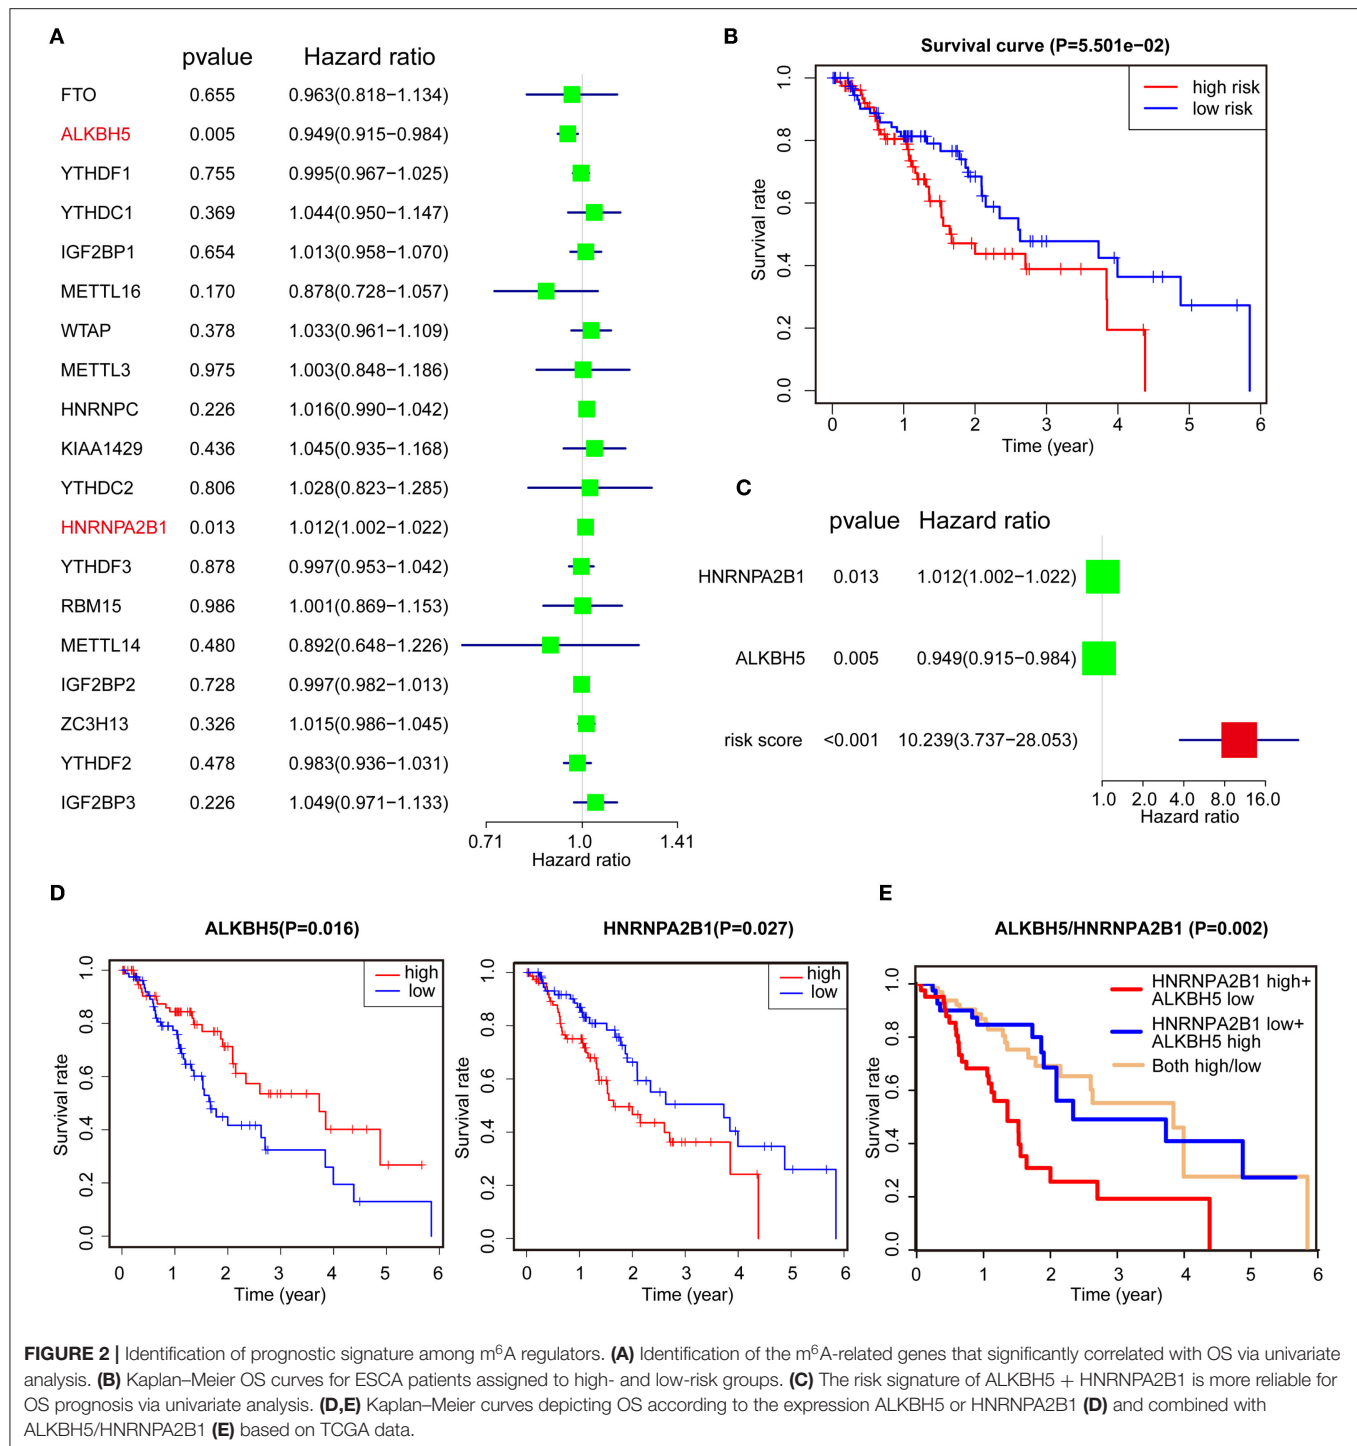 A
pvalue Hazard ratio
FTO 0.655 0.963(0.818−1.134)
ALKBH5 0.005 0.949(0.915−0.984)
YTHDF1 0.755 0.995(0.967−1.025)
YTHDC1 0.369 1.044(0.950−1.147)
IGF2BP1 0.654 1.013(0.958−1.070)
METTL16 0.170 0.878(0.728−1.057)
WTAP 0.378 1.033(0.961−1.109)
METTL3 0.975 1.003(0.848−1.186)
HNRNPC 0.226 1.016(0.990−1.042)
KIAA1429 0.436 1.045(0.935−1.168)
YTHDC2 0.806 1.028(0.823−1.285)
HNRNPA2B1 0.013 1.012(1.002−1.022)
YTHDF3 0.878 0.997(0.953−1.042)
RBM15 0.986 1.001(0.869−1.153)
METTL14 0.480 0.892(0.648−1.226)
IGF2BP2 0.728 0.997(0.982−1.013)
ZC3H13 0.326 1.015(0.986−1.045)
YTHDF2 0.478 0.983(0.936−1.031)
IGF2BP3 0.226 1.049(0.971−1.133)
0.71 1.0 1.41
Hazard ratio
B
Survival curve (P=5.501e−02)
high risk
low risk
Survival rate
1.0
0.8
0.6
0.4
0.2
0.0
0 1 2 3 4 5 6
Time (year)
C
pvalue Hazard ratio
HNRNPA2B1 0.013 1.012(1.002−1.022)
ALKBH5 0.005 0.949(0.915−0.984)
risk score <0.001 10.239(3.737−28.053)
1.0 2.0 4.0 8.0 16.0
Hazard ratio
D
ALKBH5(P=0.016)
high
low
Survival rate
1.0
0.8
0.6
0.4
0.2
0.0
0 1 2 3 4 5 6
Time (year)
HNRNPA2B1(P=0.027)
high
low
Survival rate
1.0
0.8
0.6
0.4
0.2
0.0
0 1 2 3 4 5 6
Time (year)
E
ALKBH5/HNRNPA2B1 (P=0.002)
HNRNPA2B1 high+
ALKBH5 low
HNRNPA2B1 low+
ALKBH5 high
Both high/low
Survival rate
1.0
0.8
0.6
0.4
0.2
0.0
0 1 2 3 4 5 6
Time (year)
FIGURE 2 | Identification of prognostic signature among m⁶A regulators. (A) Identification of the m⁶A-related genes that significantly correlated with OS via univariate
analysis. (B) Kaplan–Meier OS curves for ESCA patients assigned to high- and low-risk groups. (C) The risk signature of ALKBH5 + HNRNPA2B1 is more reliable for
OS prognosis via univariate analysis. (D,E) Kaplan–Meier curves depicting OS according to the expression ALKBH5 or HNRNPA2B1 (D) and combined with
ALKBH5/HNRNPA2B1 (E) based on TCGA data.